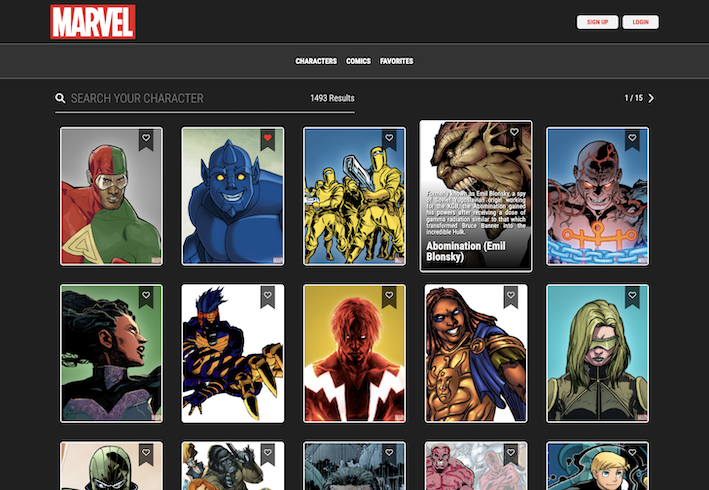 MARVEL
SIGN UP
LOGIN
CHARACTERS COMICS FAVORITES
SEARCH YOUR CHARACTER
1493 Results
1 / 15
Formerly known as Emil Blonsky, a spy
of Soviet Yugoslavian origin working
for the KGB, the Abomination gained
his powers after receiving a dose of
gamma radiation similar to that which
transformed Bruce Banner into the
incredible Hulk.
Abomination (Emil
Blonsky)